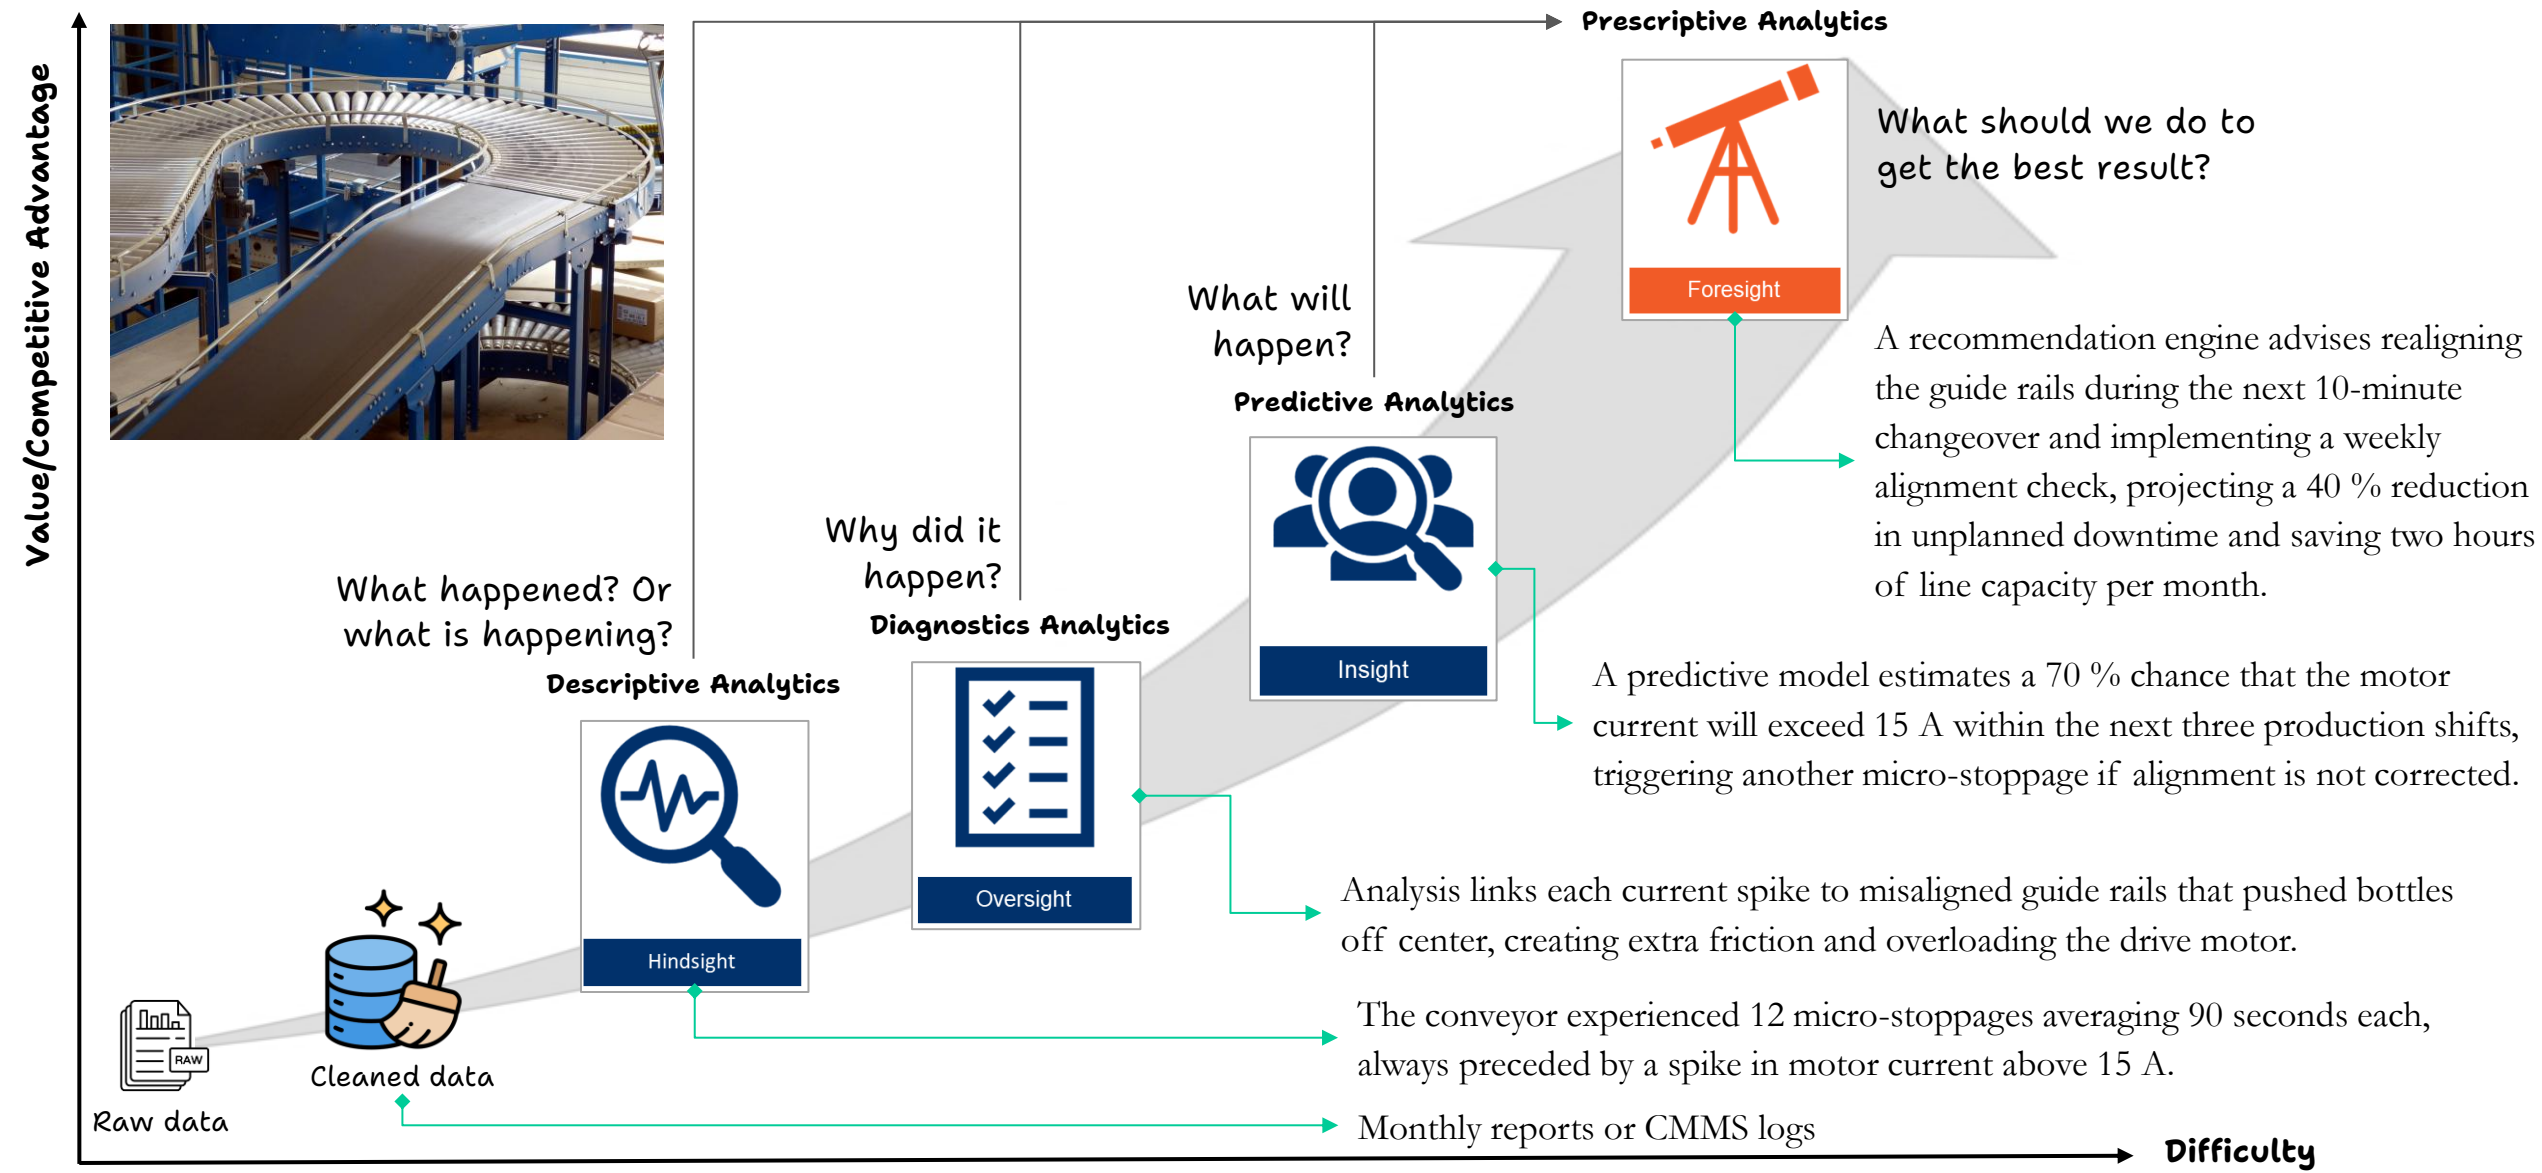 Value/Competitive Advantage
Prescriptive Analytics
What should we do to
get the best result?
Foresight
A recommendation engine advises realigning
the guide rails during the next 10-minute
changeover and implementing a weekly
alignment check, projecting a 40 % reduction
in unplanned downtime and saving two hours
of line capacity per month.
What will
happen?
Predictive Analytics
Insight
A predictive model estimates a 70 % chance that the motor
current will exceed 15 A within the next three production shifts,
triggering another micro-stoppage if alignment is not corrected.
Why did it
happen?
Diagnostics Analytics
Oversight
Analysis links each current spike to misaligned guide rails that pushed bottles
off center, creating extra friction and overloading the drive motor.
What happened? Or
what is happening?
Descriptive Analytics
Hindsight
The conveyor experienced 12 micro-stoppages averaging 90 seconds each,
always preceded by a spike in motor current above 15 A.
RAW
Cleaned data
Raw data
Monthly reports or CMMS logs
Difficulty